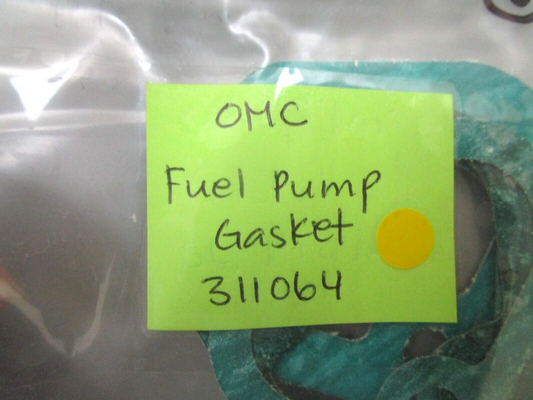 OMC
Fuel Pump
Gasket
311064